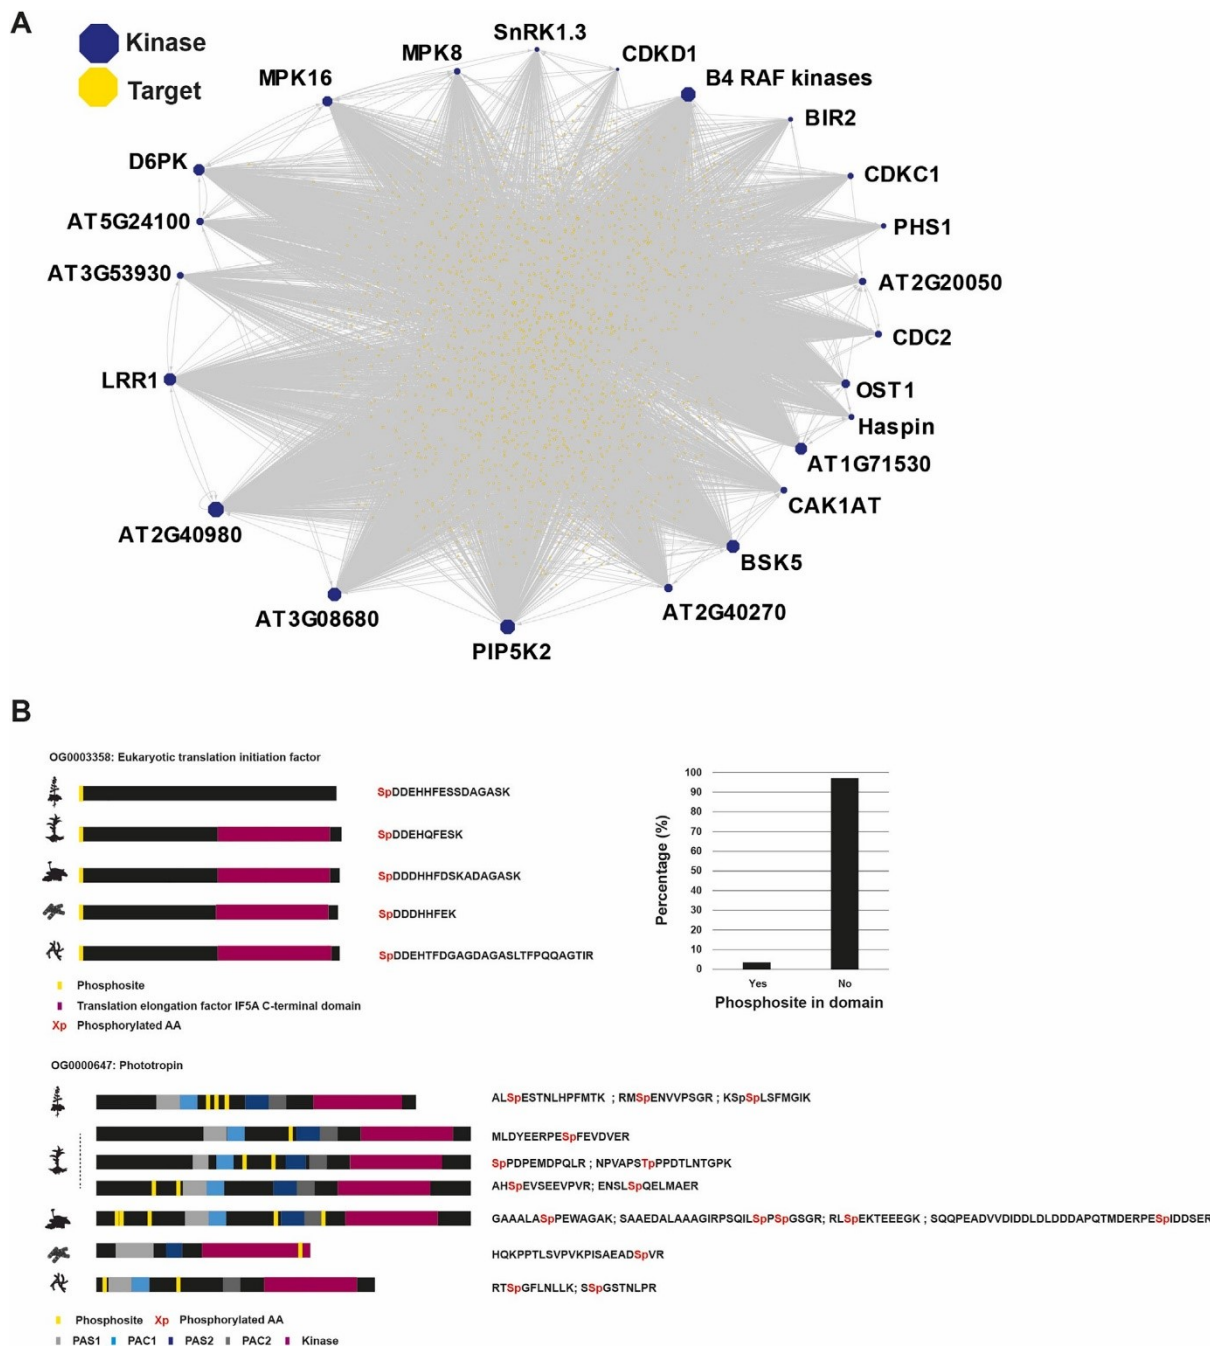 A
Kinase
Target
SnRK1.3
MPK8
CDKD1
MPK16
B4 RAF kinases
BIR2
D6PK
CDKC1
AT5G24100
PHS1
AT3G53930
AT2G20050
CDC2
LRR1
OST1
Haspin
AT1G71530
CAK1AT
AT2G40980
BSK5
AT3G08680
AT2G40270
PIP5K2
B
OG0003358: Eukaryotic translation initiation factor
SpDDEHHFESSDAGASK
SpDDEHQFESK
SpDDDHHFDSKADAGASK
SpDDDHHFEK
SpDDEHTFDGAGDAGASLTFPQQAGTIR
Phosphosite
Translation elongation factor IF5A C-terminal domain
Xp Phosphorylated AA
Percentage (%)
100
90
80
70
60
50
40
30
20
10
0
Yes No
Phosphosite in domain
OG0000647: Phototropin
ALSpESTNLHPFMTK ; RMSpENVVPSGR ; KSpSpLSFMGIK
MLDYEERPESpFEVDVER
SpPDPEMDPQLR ; NPVAPSTpPPDTLNTGPK
AHSpEVSEEVPVR; ENSLSpQELMAER
GAAALASpPEWAGAK; SAAEDALAAAGIRPSQILSpPSpGSGR; RLSpEKTEEEGK ; SQQPEADVVDIDDLDLDDDAPQTMDERPESpIDDSER
HQKPPTLSVPVKPISAEADSpVR
RTSpGFLNLLK; SSpGSTNLPR
Phosphosite Xp Phosphorylated AA
PAS1 PAC1 PAS2 PAC2 Kinase